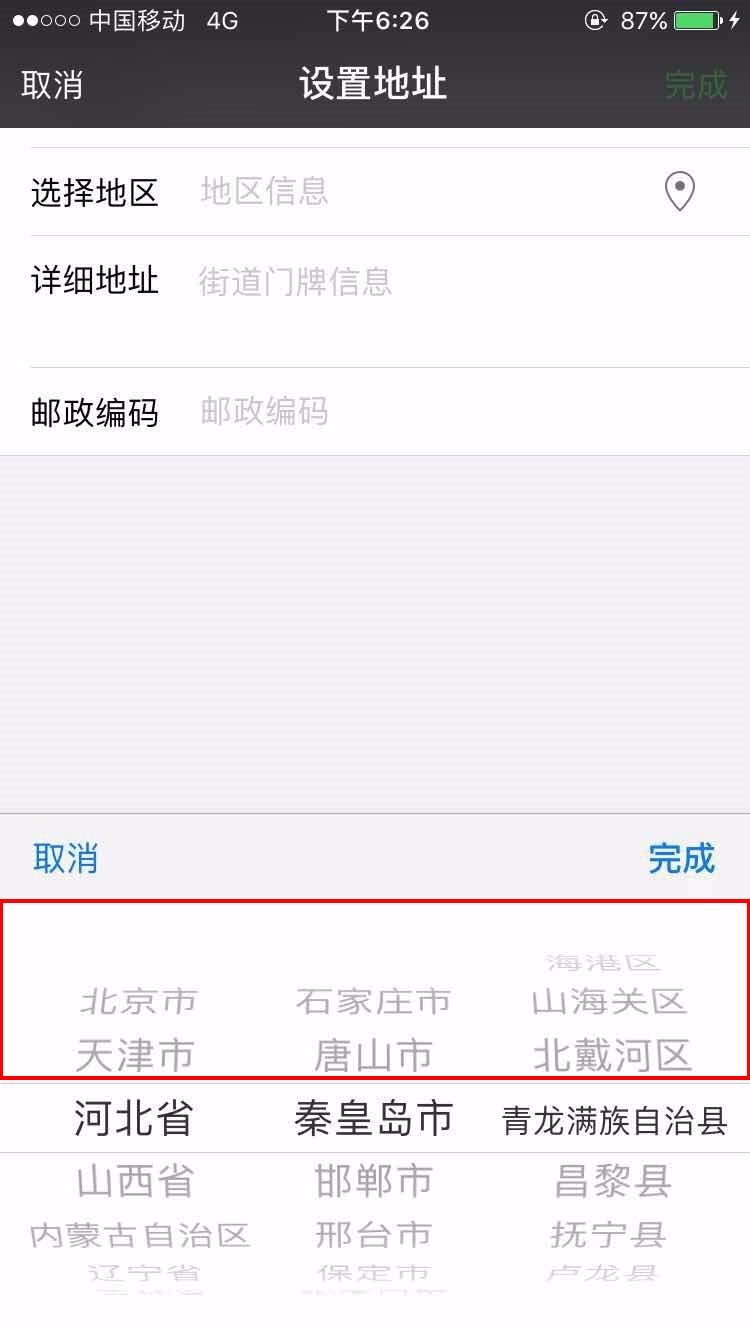 中国移动 4G 下午6:26 87%
取消 设置地址 完成
选择地区 地区信息
详细地址 街道门牌信息
邮政编码 邮政编码
取消 完成
海港区
北京市 石家庄市 山海关区
天津市 唐山市 北戴河区
河北省 秦皇岛市 青龙满族自治县
山西省 邯郸市 昌黎县
内蒙古自治区 邢台市 抚宁县
辽宁省 保定市 卢龙县